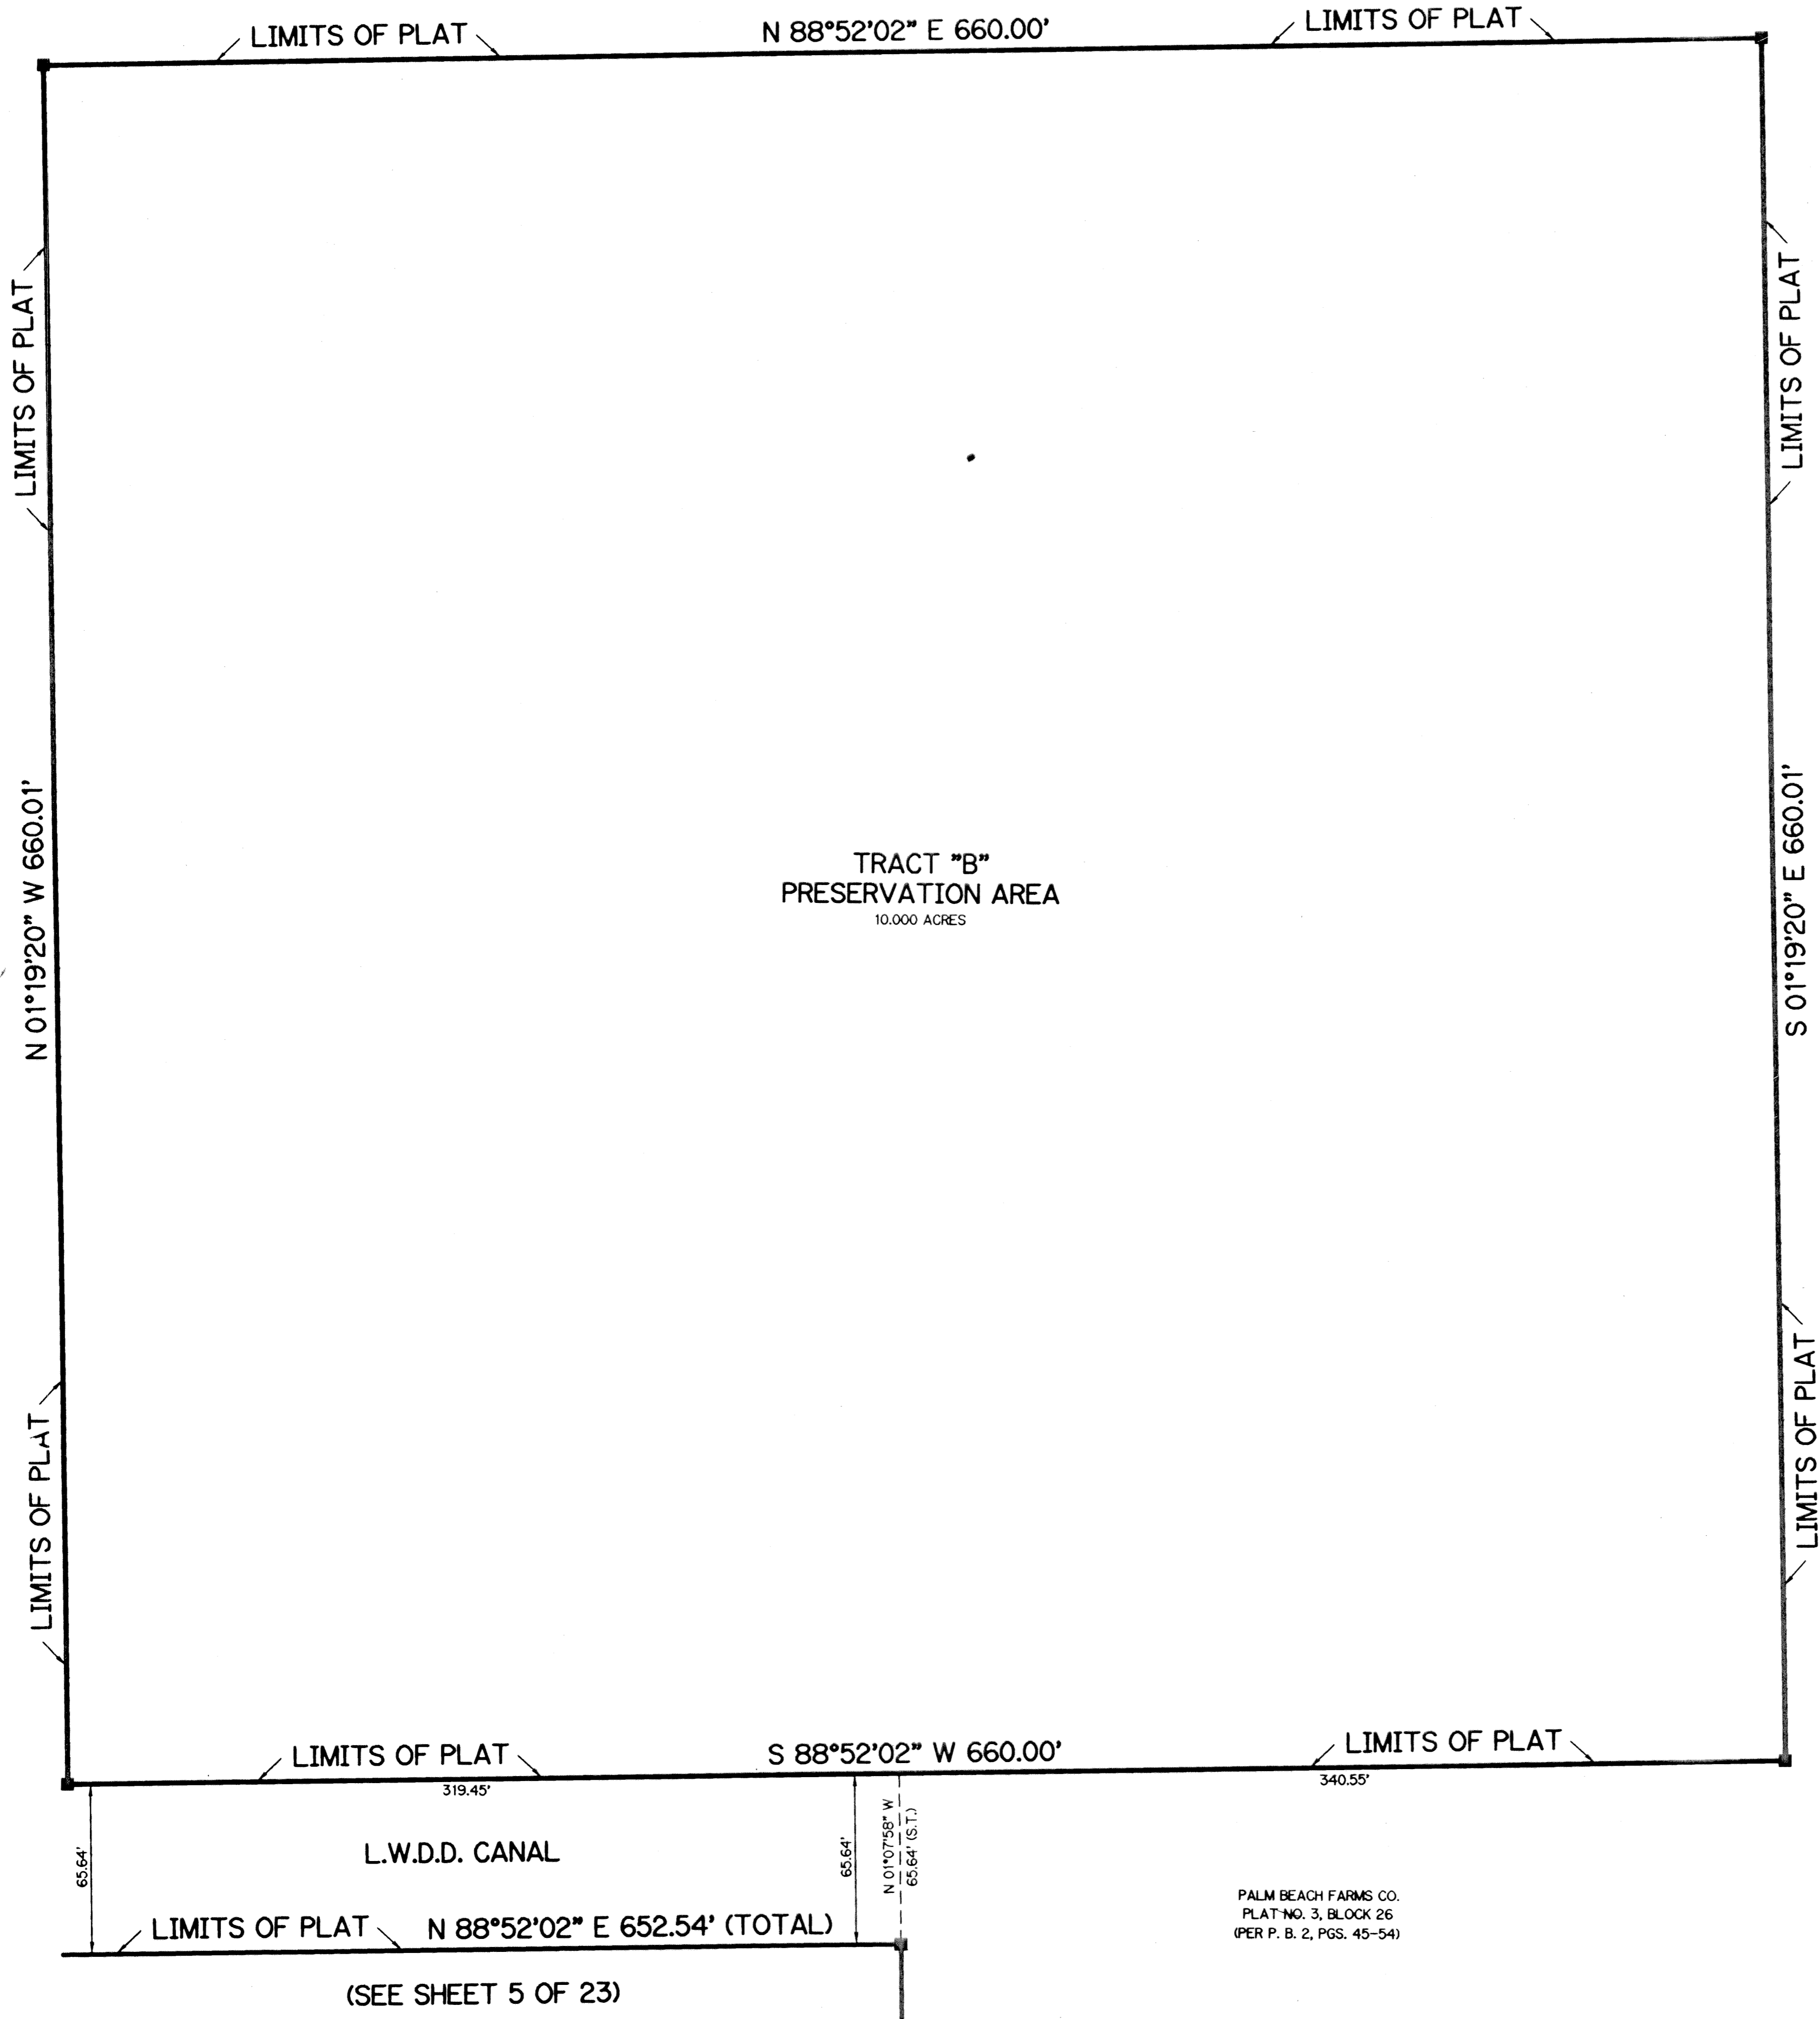 LIMITS OF PLAT
N 88°52'02" E 660.00'
LIMITS OF PLAT
LIMITS OF PLAT
LIMITS OF PLAT
N 01°19'20" W 660.01'
S 01°19'20" E 660.01'
TRACT "B"
PRESERVATION AREA
10.000 ACRES
LIMITS OF PLAT
LIMITS OF PLAT
LIMITS OF PLAT
S 88°52'02" W 660.00'
LIMITS OF PLAT
319.45'
340.55'
65.64'
L.W.D.D. CANAL
65.64'
N 01°07'58" W
65.64' (S.T.)
LIMITS OF PLAT
N 88°52'02" E 652.54' (TOTAL)
PALM BEACH FARMS CO.
PLAT NO. 3, BLOCK 26
(PER P. B. 2, PGS. 45-54)
(SEE SHEET 5 OF 23)